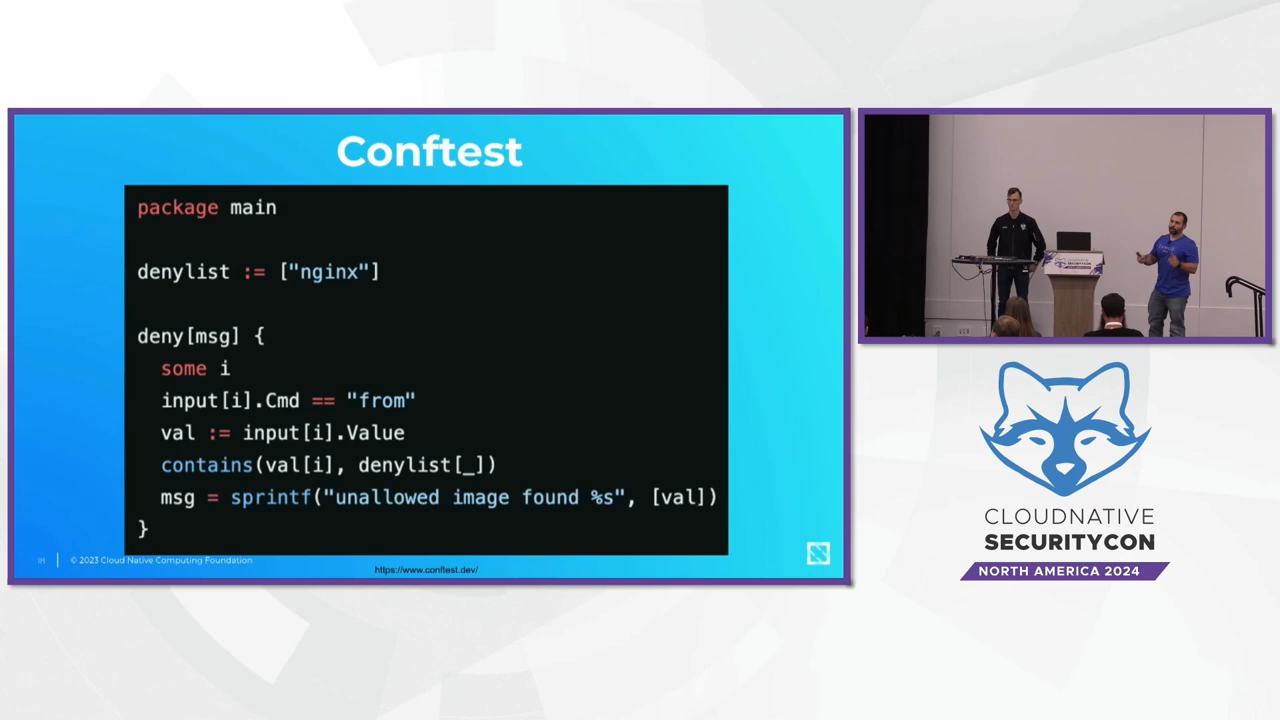 Conftest
package main
denylist := ["nginx"]
deny[msg] {
some i
input[i].Cmd == "from"
val := input[i].Value
contains(val[i], denylist[_])
msg = sprintf("unallowed image found %s", [val])
}
© 2023 Cloud Native Computing Foundation
https://www.conftest.dev/
CLOUDNATIVE
SECURITYCON
NORTH AMERICA 2024